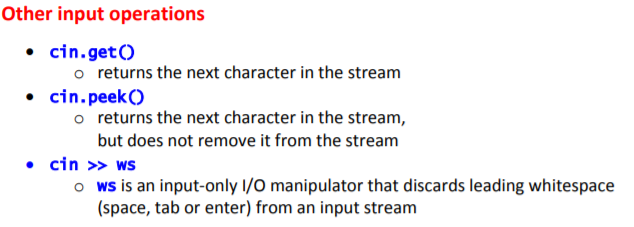 Other input operations
• cin.get()
o returns the next character in the stream
• cin.peek()
o returns the next character in the stream,
but does not remove it from the stream
• cin >> ws
o ws is an input-only I/O manipulator that discards leading whitespace
(space, tab or enter) from an input stream